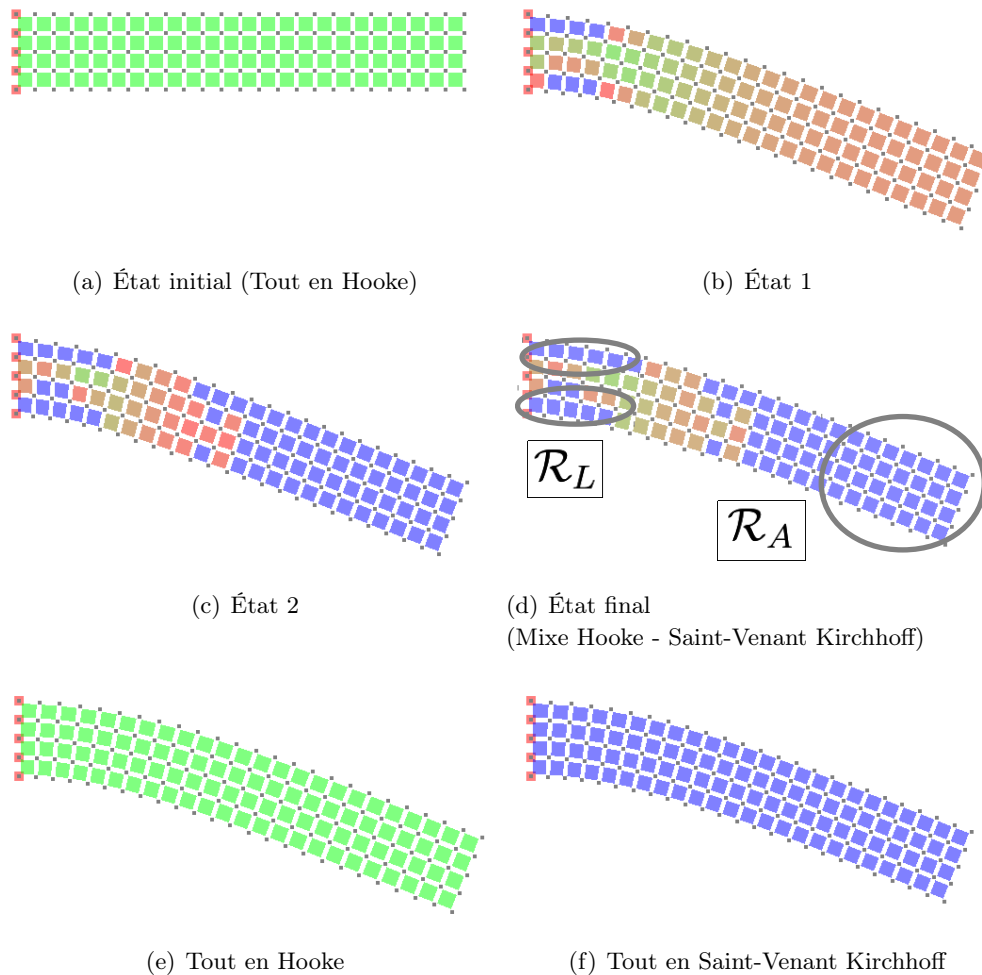 (a) État initial (Tout en Hooke)
(b) État 1
ℛ_L
ℛ_A
(c) État 2
(d) État final
(Mixe Hooke - Saint-Venant Kirchhoff)
(e) Tout en Hooke
(f) Tout en Saint-Venant Kirchhoff